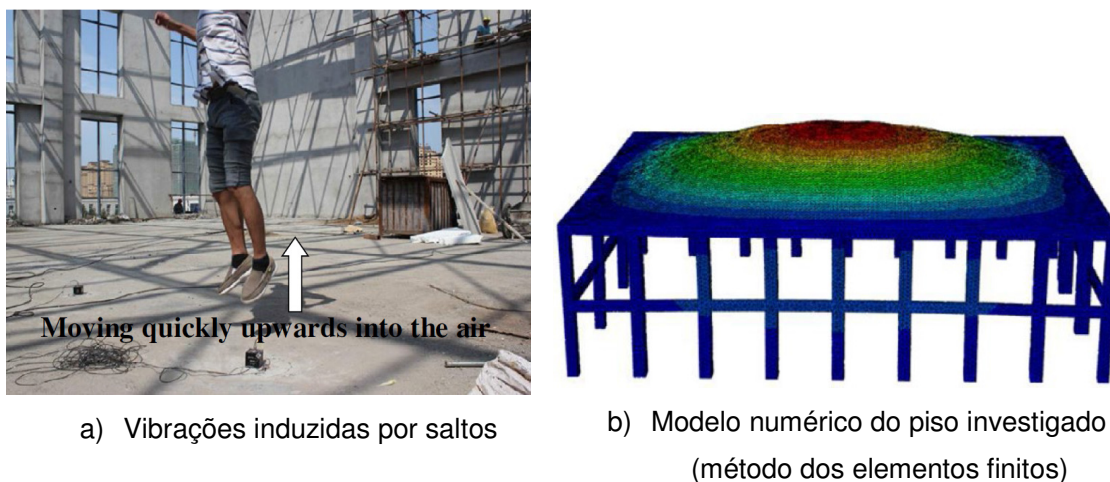 Moving quickly upwards into the air
a) Vibrações induzidas por saltos
b) Modelo numérico do piso investigado
(método dos elementos finitos)